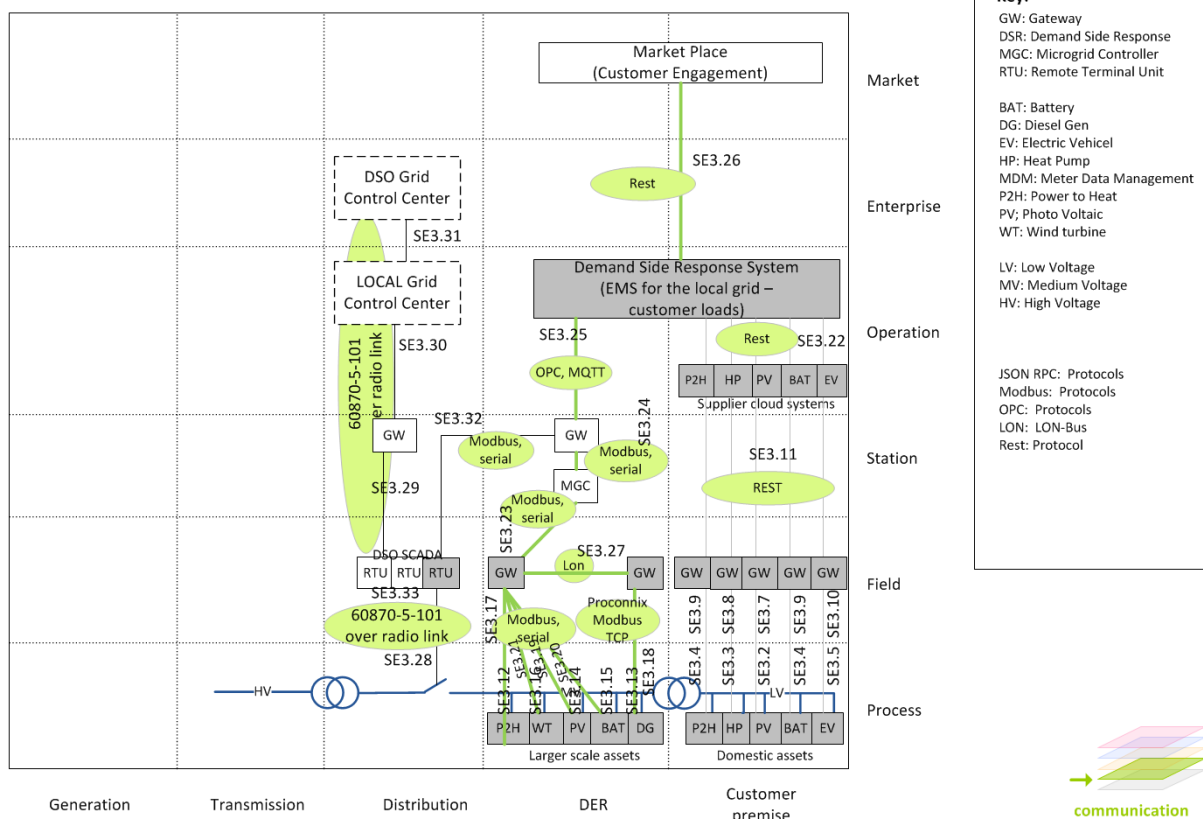 Market Place
(Customer Engagement)
Market
SE3.26
Rest
DSO Grid
Control Center
Enterprise
SE3.31
LOCAL Grid
Control Center
Demand Side Response System
(EMS for the local grid –
customer loads)
SE3.30
SE3.25
Rest
SE3.22
Operation
60870-5-101
over radio link
OPC, MQTT
P2H
HP
PV
BAT
EV
Supplier cloud systems
SE3.24
SE3.32
GW
GW
Modbus,
serial
Modbus,
serial
SE3.11
Station
SE3.29
MGC
REST
Modbus,
serial
SE3.23
DSO SCADA
SE3.27
Lon
RTU
RTU
RTU
GW
GW
GW
GW
GW
GW
GW
Field
SE3.33
SE3.17
60870-5-101
over radio link
Modbus,
serial
Proconnix
Modbus
TCP
SE3.9
SE3.8
SE3.7
SE3.9
SE3.10
SE3.28
SE3.21
SE3.19
SE3.20
SE3.18
SE3.4
SE3.3
SE3.2
SE3.4
SE3.5
SE3.12
SE3.16
SE3.14
SE3.15
SE3.13
HV
LV
Process
P2H
WT
PV
BAT
DG
P2H
HP
PV
BAT
EV
Larger scale assets
Domestic assets
Generation
Transmission
Distribution
DER
Customer
premise
GW: Gateway
DSR: Demand Side Response
MGC: Microgrid Controller
RTU: Remote Terminal Unit
BAT: Battery
DG: Diesel Gen
EV: Electric Vehicel
HP: Heat Pump
MDM: Meter Data Management
P2H: Power to Heat
PV; Photo Voltaic
WT: Wind turbine
LV: Low Voltage
MV: Medium Voltage
HV: High Voltage
JSON RPC: Protocols
Modbus: Protocols
OPC: Protocols
LON: LON-Bus
Rest: Protocol
communication